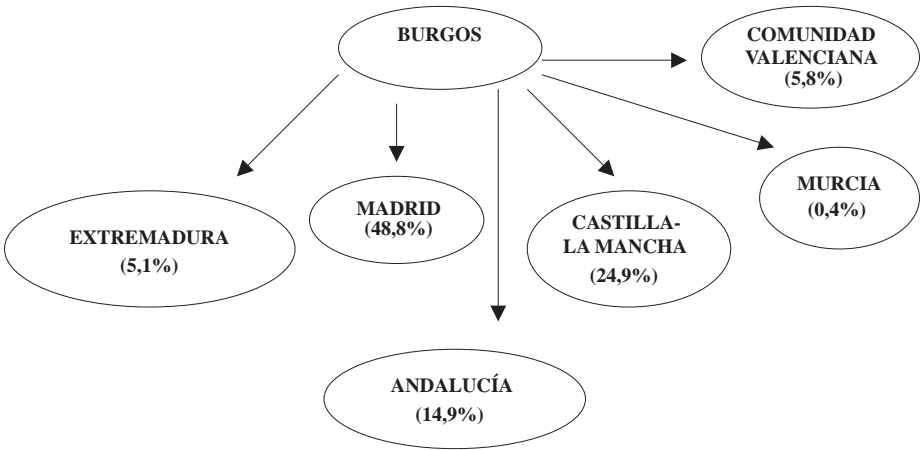 BURGOS
COMUNIDAD
VALENCIANA
(5,8%)
MURCIA
(0,4%)
MADRID
(48,8%)
CASTILLA-
LA MANCHA
(24,9%)
EXTREMADURA
(5,1%)
ANDALUCÍA
(14,9%)